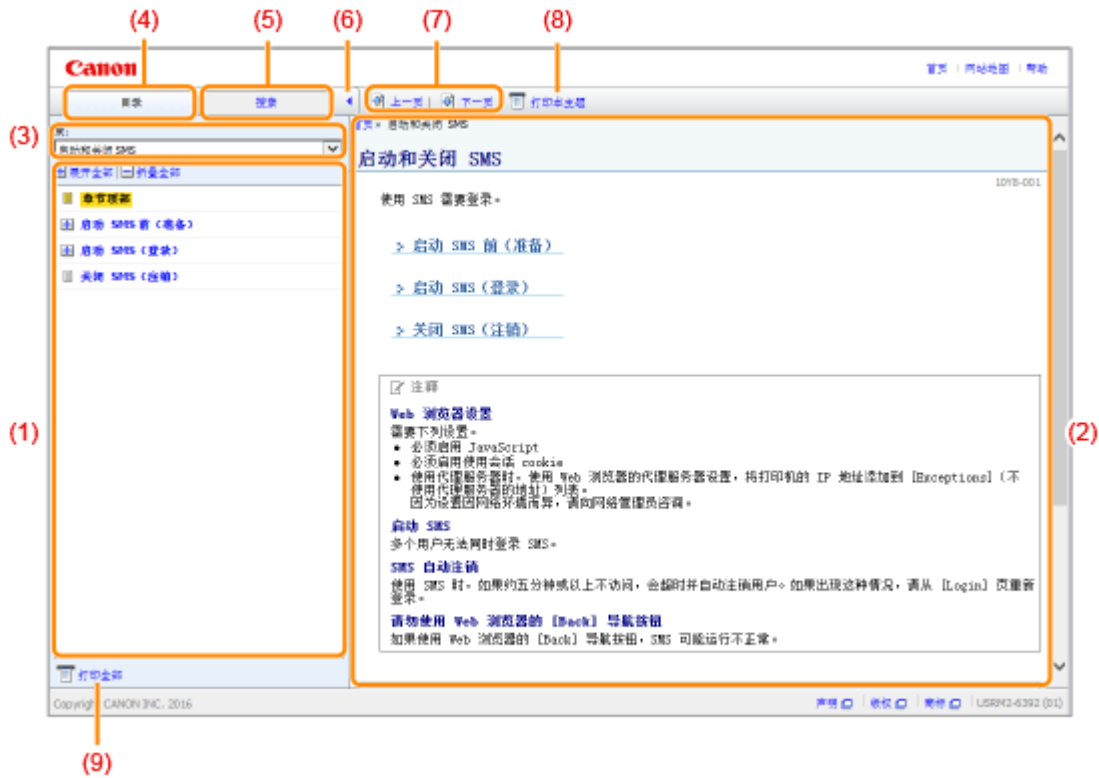 (4)
(5)
(6)
(7)
(8)
Canon
首页 | 网站地图 | 帮助
目录
搜索
上一页 | 下一页
打印本主题
(3)
章:
启动和关闭 SMS
展开全部 | 折叠全部
章节顶部
启动 SMS 前（准备）
启动 SMS（登录）
关闭 SMS（注销）
(1)
打印全部
首页 > 启动和关闭 SMS
启动和关闭 SMS
10YB-001
使用 SMS 需要登录。
> 启动 SMS 前（准备）
> 启动 SMS（登录）
> 关闭 SMS（注销）
注释
Web 浏览器设置
需要下列设置。
• 必须启用 JavaScript
• 必须启用使用会话 cookie
• 使用代理服务器时。使用 Web 浏览器的代理服务器设置，将打印机的 IP 地址添加到 [Exceptions]（不
使用代理服务器的地址）列表。
因为设置因网络环境而异，请向网络管理员咨询。
启动 SMS
多个用户无法同时登录 SMS。
SMS 自动注销
使用 SMS 时。如果约五分钟或以上不访问，会超时并自动注销用户。如果出现这种情况，请从 [Login] 页重新
登录。
请勿使用 Web 浏览器的 [Back] 导航按钮
如果使用 Web 浏览器的 [Back] 导航按钮，SMS 可能运行不正常。
(2)
Copyright CANON INC. 2016
声明 | 版权 | 商标 | USRM2-6392 (01)
(9)